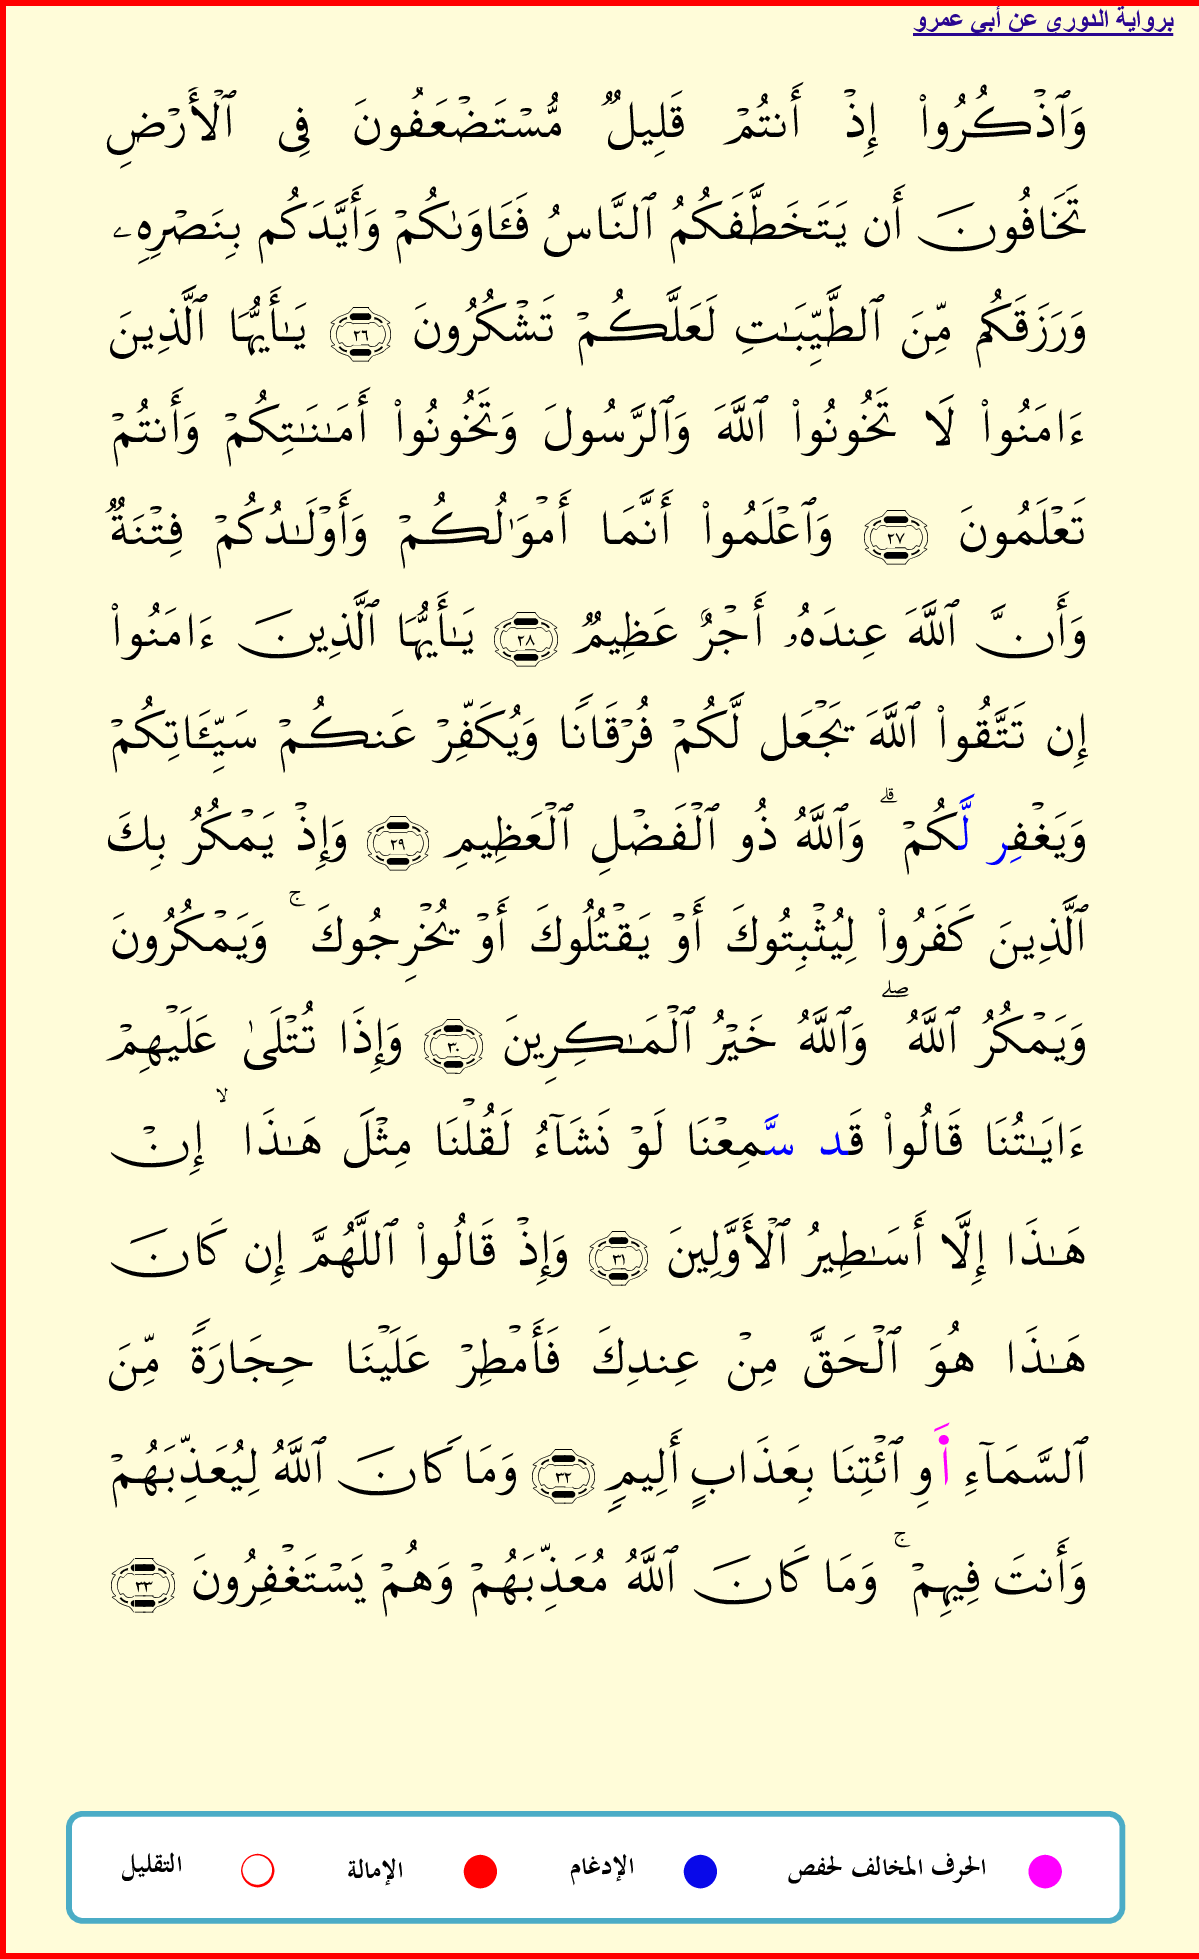 برواية الدورى عن أبى عمرو
وَٱذۡكُرُوا۟ إِذۡ أَنتُمۡ قَلِيلٌ مُّسۡتَضۡعَفُونَ فِى ٱلۡأَرۡضِ
تَخَافُونَ أَن يَتَخَطَّفَكُمُ ٱلنَّاسُ فَـَٔاوَىٰكُمۡ وَأَيَّدَكُم بِنَصۡرِهِۦ
وَرَزَقَكُم مِّنَ ٱلطَّيِّبَـٰتِ لَعَلَّكُمۡ تَشۡكُرُونَ ٢٦ يَـٰٓأَيُّهَا ٱلَّذِينَ
ءَامَنُوا۟ لَا تَخُونُوا۟ ٱللَّهَ وَٱلرَّسُولَ وَتَخُونُوا۟ أَمَـٰنَـٰتِكُمۡ وَأَنتُمۡ
تَعۡلَمُونَ ٢٧ وَٱعۡلَمُوا۟ أَنَّمَا أَمۡوَٰلُكُمۡ وَأَوۡلَـٰدُكُمۡ فِتۡنَةٌ
وَأَنَّ ٱللَّهَ عِندَهُۥ أَجۡرٌ عَظِيمٌ ٢٨ يَـٰأَيُّهَا ٱلَّذِينَ ءَامَنُوا۟
إِن تَتَّقُوا۟ ٱللَّهَ يَجۡعَل لَّكُمۡ فُرۡقَانًا وَيُكَفِّرۡ عَنكُمۡ سَيِّـَٔاتِكُمۡ
وَيَغۡفِر لَّكُمۡۗ وَٱللَّهُ ذُو ٱلۡفَضۡلِ ٱلۡعَظِيمِ ٢٩ وَإِذۡ يَمۡكُرُ بِكَ
ٱلَّذِينَ كَفَرُوا۟ لِيُثۡبِتُوكَ أَوۡ يَقۡتُلُوكَ أَوۡ يُخۡرِجُوكَۚ وَيَمۡكُرُونَ
وَيَمۡكُرُ ٱللَّهُۖ وَٱللَّهُ خَيۡرُ ٱلۡمَـٰكِرِينَ ٣٠ وَإِذَا تُتۡلَىٰ عَلَيۡهِمۡ
ءَايَـٰتُنَا قَالُوا۟ قَد سَّمِعۡنَا لَوۡ نَشَآءُ لَقُلۡنَا مِثۡلَ هَـٰذَاۙ إِنۡ
هَـٰذَا إِلَّا أَسَـٰطِيرُ ٱلۡأَوَّلِينَ ٣١ وَإِذۡ قَالُوا۟ ٱللَّهُمَّ إِن كَانَ
هَـٰذَا هُوَ ٱلۡحَقَّ مِنۡ عِندِكَ فَأَمۡطِرۡ عَلَيۡنَا حِجَارَةً مِّنَ
ٱلسَّمَآءِ أَوِ ٱئۡتِنَا بِعَذَابٍ أَلِيمٍ ٣٢ وَمَا كَانَ ٱللَّهُ لِيُعَذِّبَهُمۡ
وَأَنتَ فِيهِمۡۚ وَمَا كَانَ ٱللَّهُ مُعَذِّبَهُمۡ وَهُمۡ يَسۡتَغۡفِرُونَ ٣٣
الحرف المخالف لحفص الإدغام الإمالة التقليل